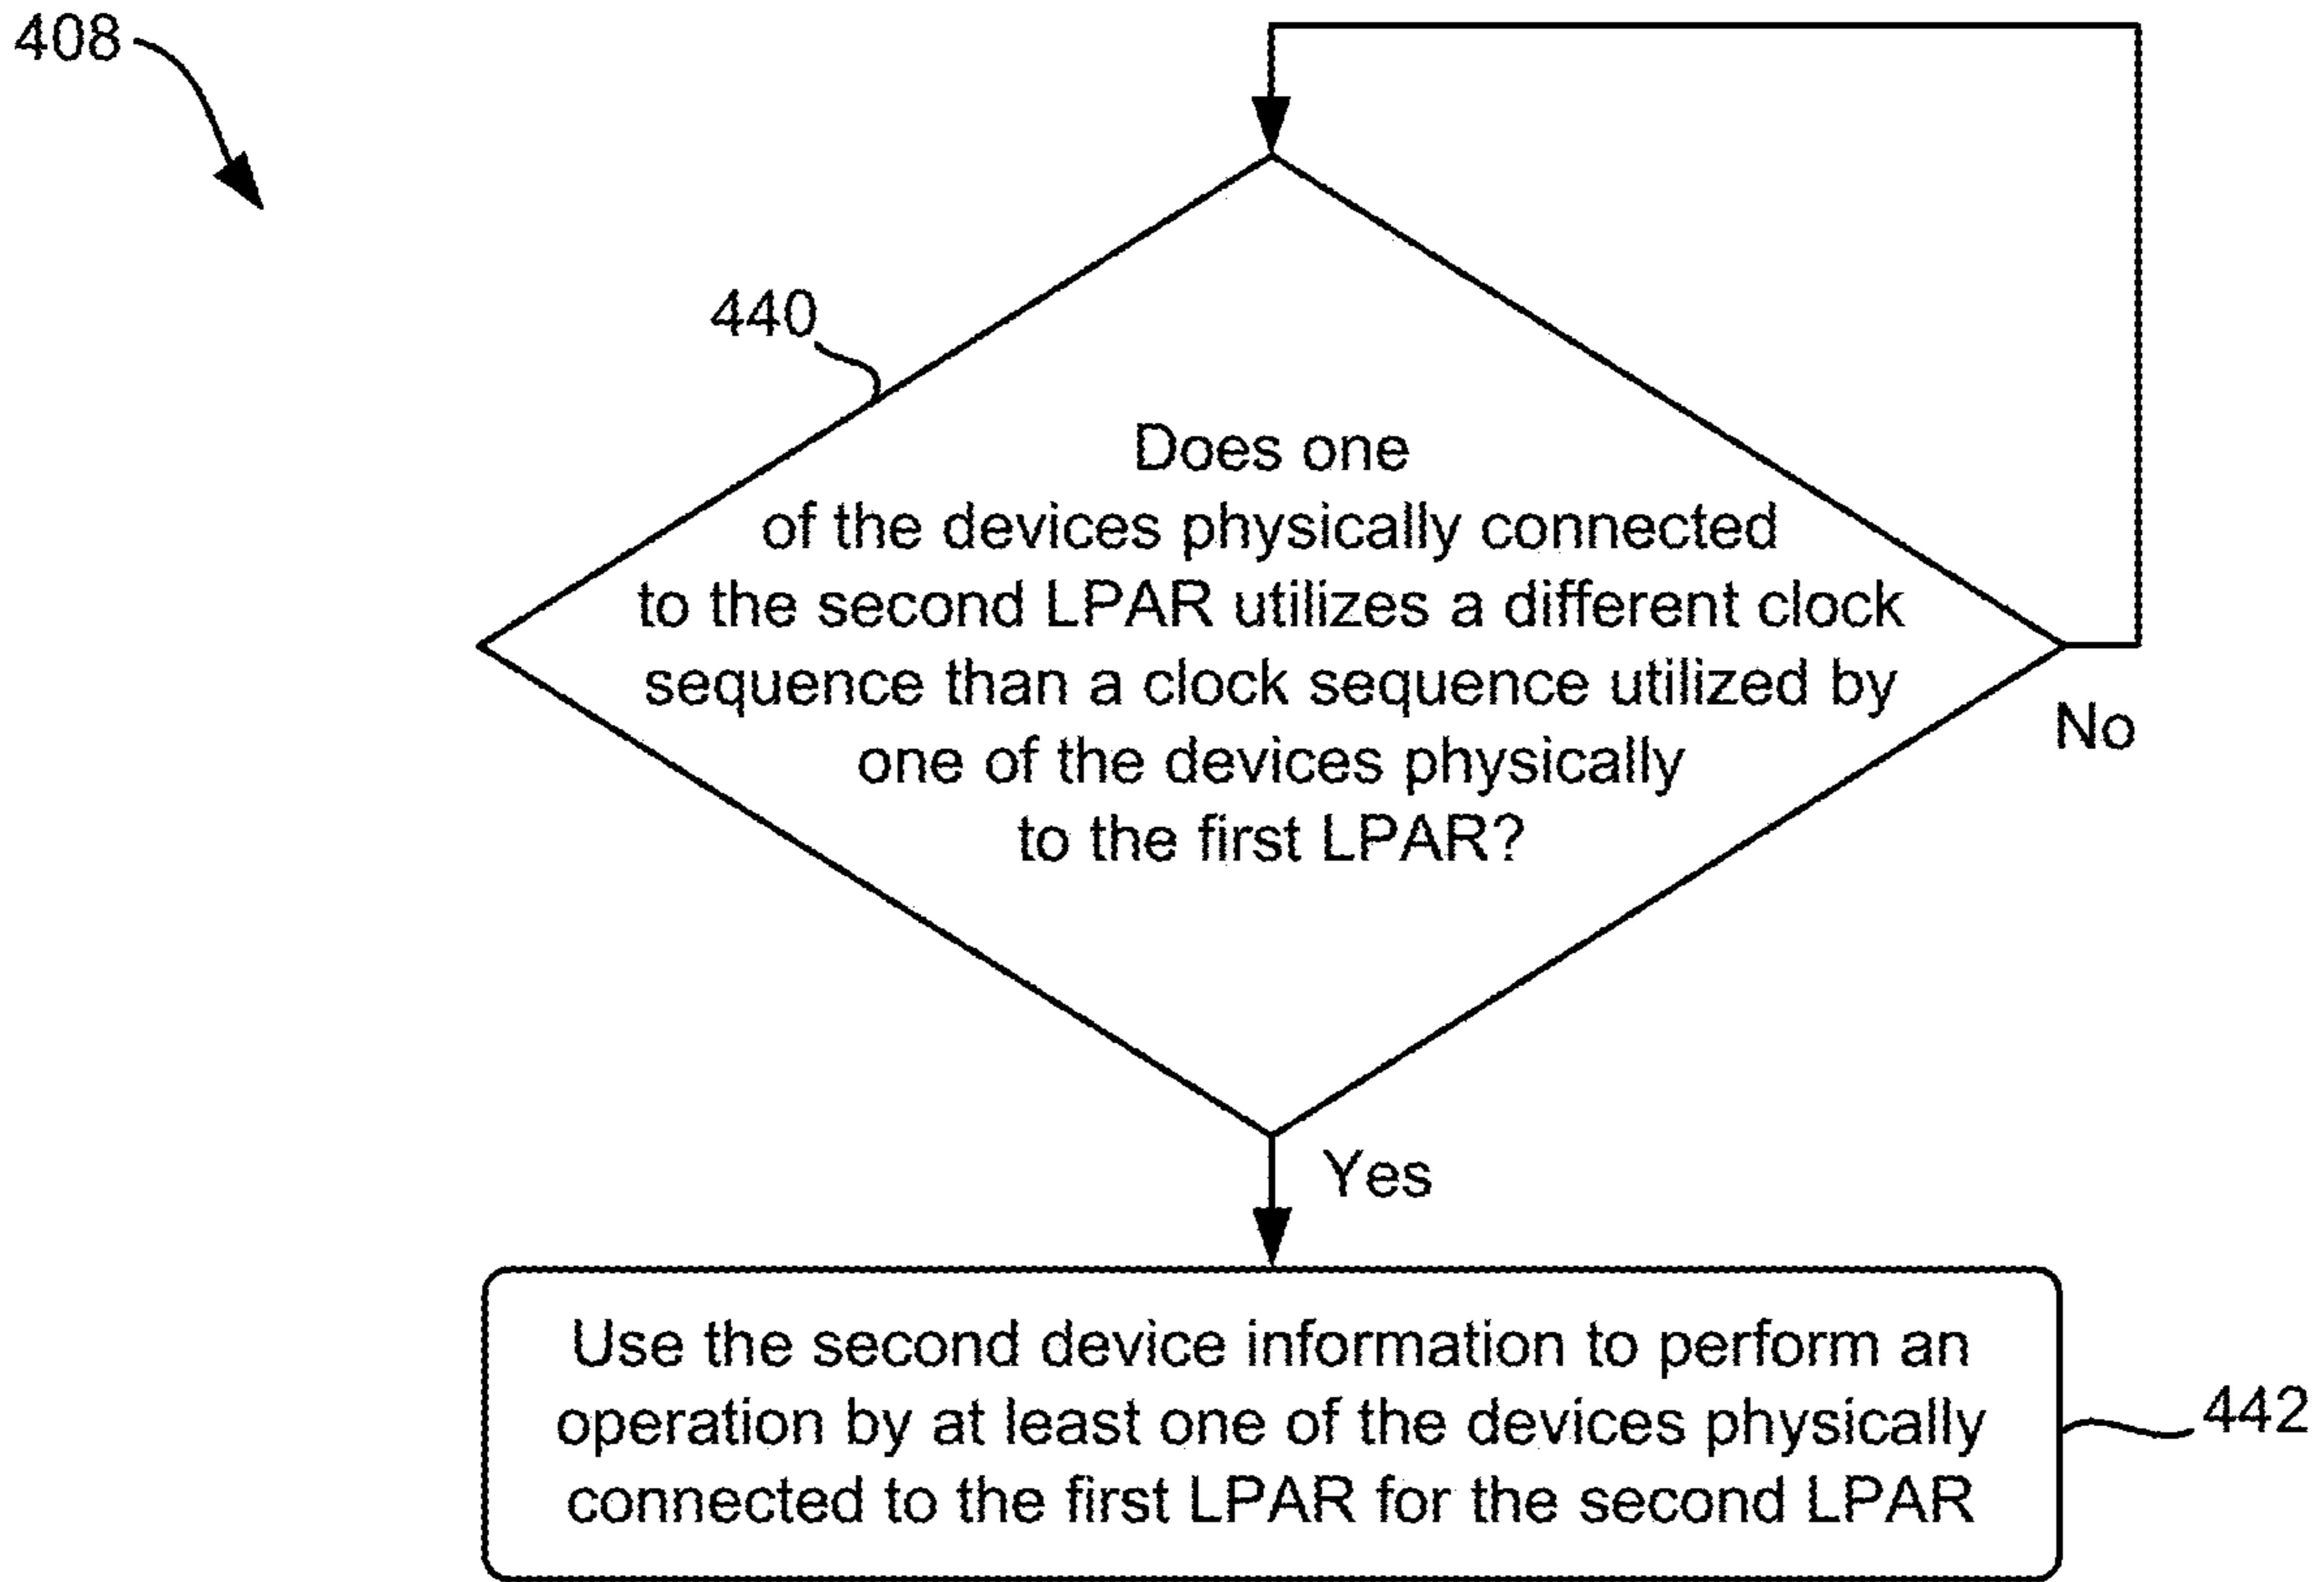 408
440
Does one
of the devices physically connected
to the second LPAR utilizes a different clock
sequence than a clock sequence utilized by
one of the devices physically
to the first LPAR?
No
Yes
Use the second device information to perform an
operation by at least one of the devices physically
connected to the first LPAR for the second LPAR
442